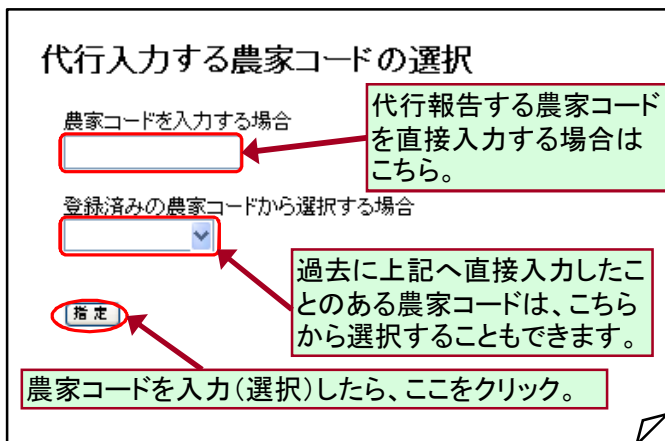 代行入力する農家コードの選択
農家コードを入力する場合
代行報告する農家コード
を直接入力する場合は
こちら。
登録済みの農家コードから選択する場合
過去に上記へ直接入力したこ
とのある農家コードは、こちら
から選択することもできます。
指定
農家コードを入力(選択)したら、ここをクリック。